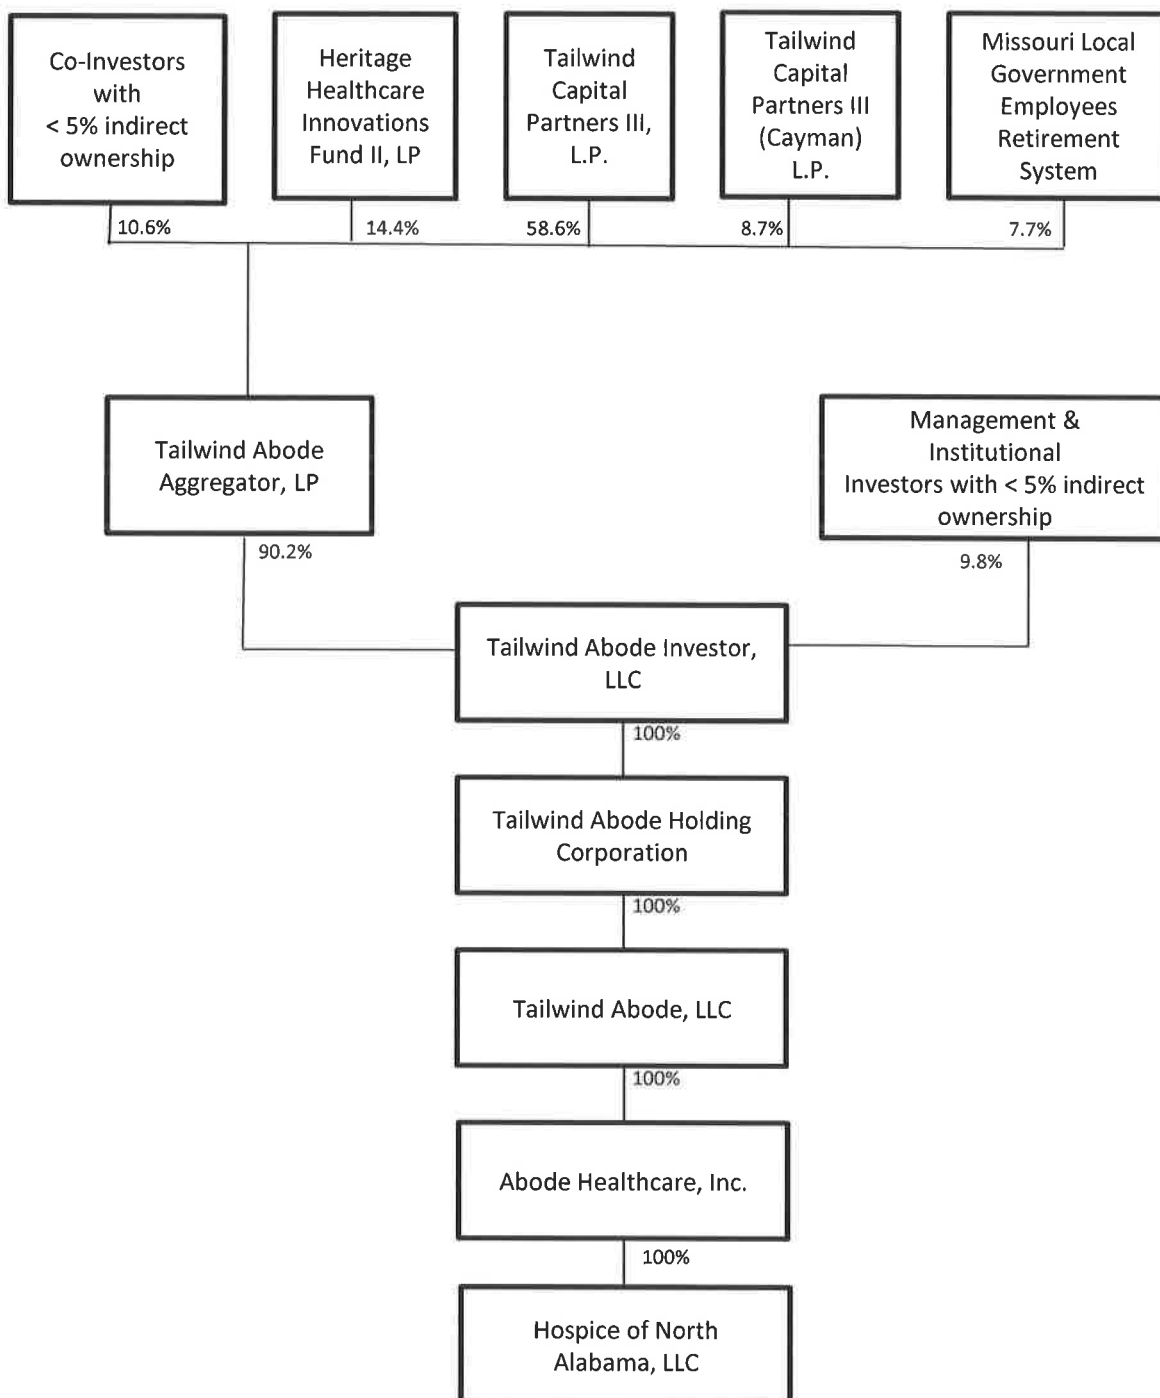 Co-Investors
with
< 5% indirect
ownership
Heritage
Healthcare
Innovations
Fund II, LP
Tailwind
Capital
Partners III,
L.P.
Tailwind
Capital
Partners III
(Cayman)
L.P.
Missouri Local
Government
Employees
Retirement
System
10.6%
14.4%
58.6%
8.7%
7.7%
Tailwind Abode
Aggregator, LP
Management &
Institutional
Investors with < 5% indirect
ownership
90.2%
9.8%
Tailwind Abode Investor,
LLC
100%
Tailwind Abode Holding
Corporation
100%
Tailwind Abode, LLC
100%
Abode Healthcare, Inc.
100%
Hospice of North
Alabama, LLC